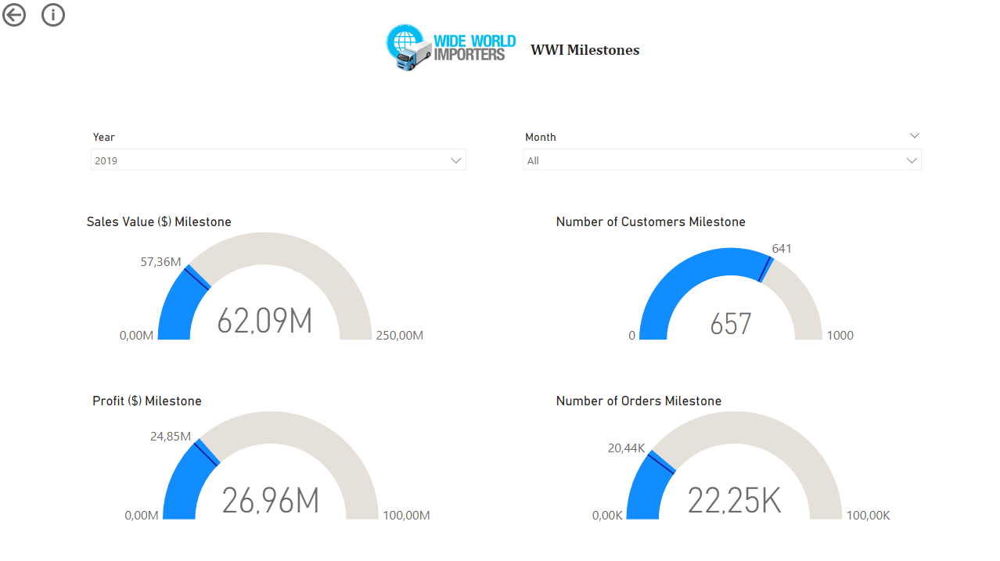 WIDE WORLD
IMPORTERS
WWI Milestones
Year
2019
Month
All
Sales Value ($) Milestone
57,36M
62,09M
0,00M
250,00M
Number of Customers Milestone
641
657
0
1000
Profit ($) Milestone
24,85M
26,96M
0,00M
100,00M
Number of Orders Milestone
20,44K
22,25K
0,00K
100,00K